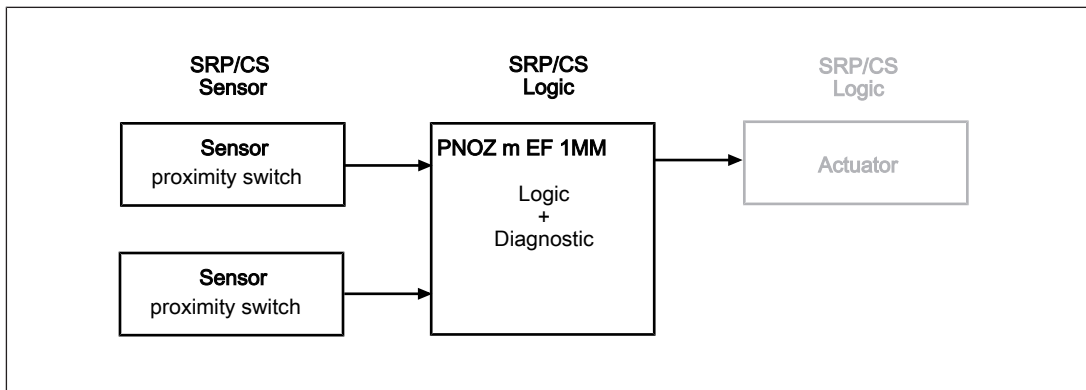 SRP/CS
Sensor
SRP/CS
Logic
SRP/CS
Logic
Sensor
proximity switch
PNOZ m EF 1MM
Logic
+
Diagnostic
Actuator
Sensor
proximity switch